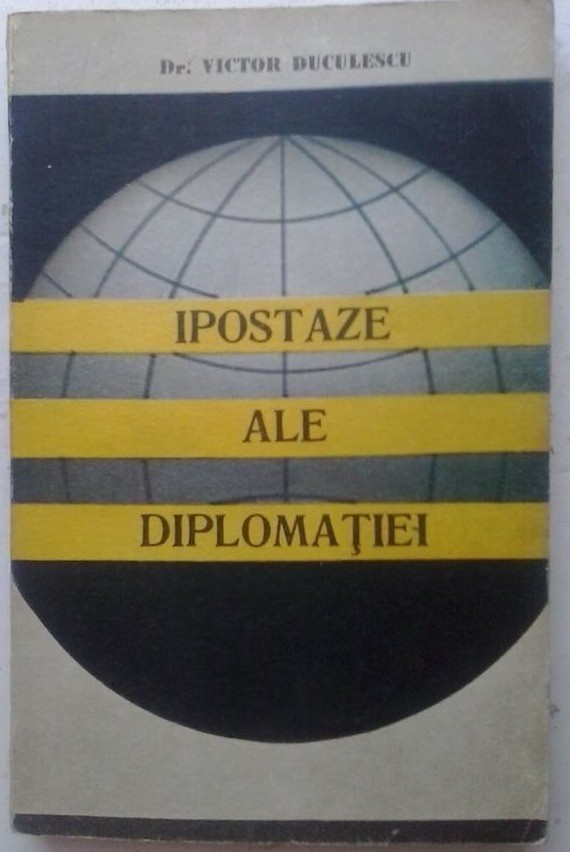 Dr. VICTOR DUCULESCU
IPOSTAZE
ALE
DIPLOMAŢIEI